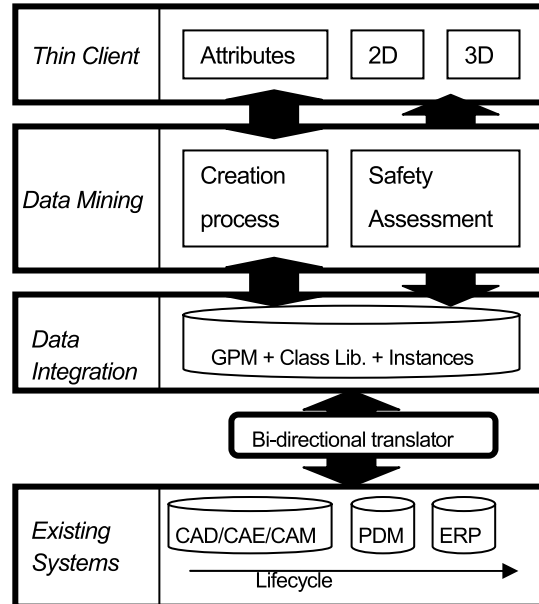 Thin Client
Attributes
2D
3D
Data Mining
Creation
process
Safety
Assessment
Data
Integration
GPM + Class Lib. + Instances
Bi-directional translator
Existing
Systems
CAD/CAE/CAM
PDM
ERP
Lifecycle